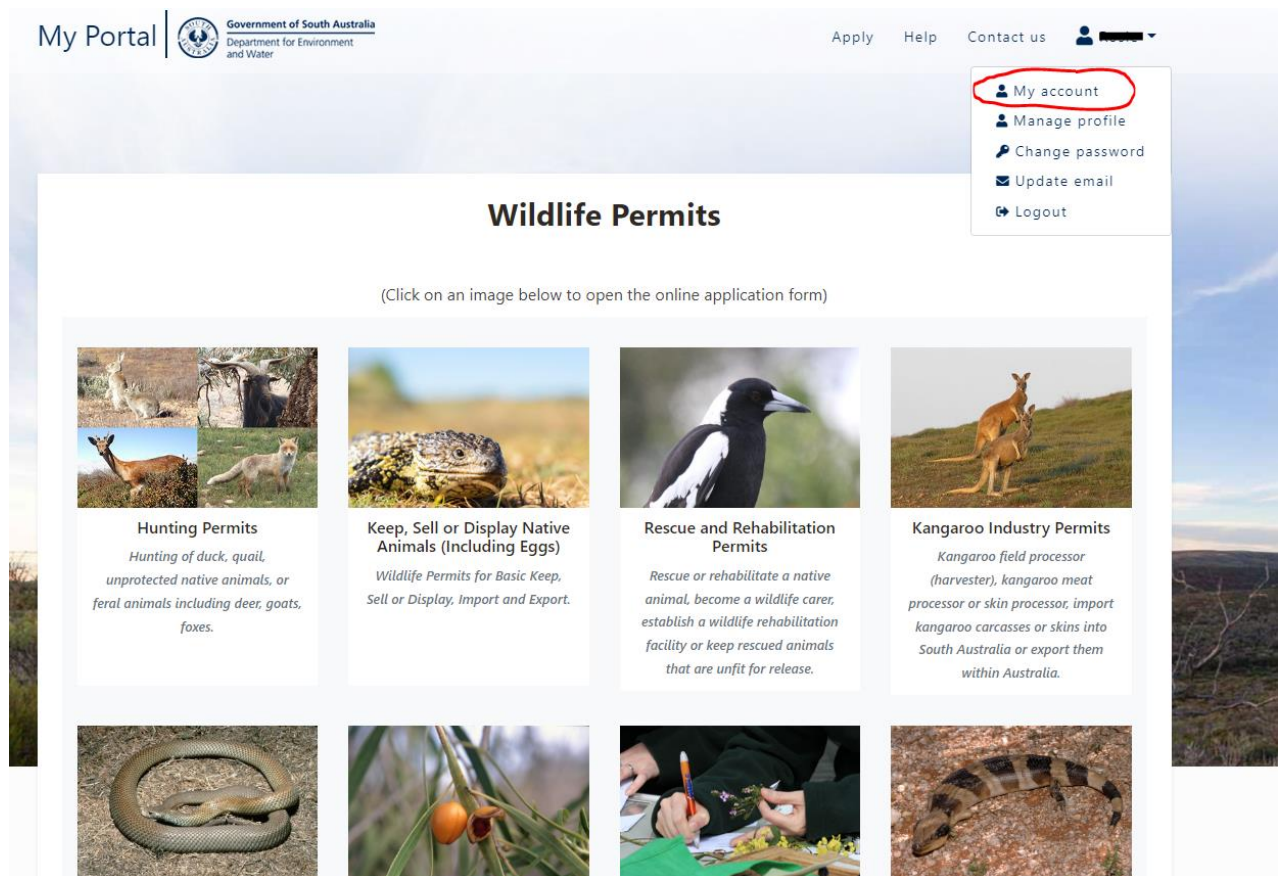 My Portal
Government of South Australia
Department for Environment
and Water
Apply
Help
Contact us
My account
Manage profile
Change password
Update email
Logout
Wildlife Permits
(Click on an image below to open the online application form)
Hunting Permits
Hunting of duck, quail,
unprotected native animals, or
feral animals including deer, goats,
foxes.
Keep, Sell or Display Native
Animals (Including Eggs)
Wildlife Permits for Basic Keep,
Sell or Display, Import and Export.
Rescue and Rehabilitation
Permits
Rescue or rehabilitate a native
animal, become a wildlife carer,
establish a wildlife rehabilitation
facility or keep rescued animals
that are unfit for release.
Kangaroo Industry Permits
Kangaroo field processor
(harvester), kangaroo meat
processor or skin processor, import
kangaroo carcasses or skins into
South Australia or export them
within Australia.